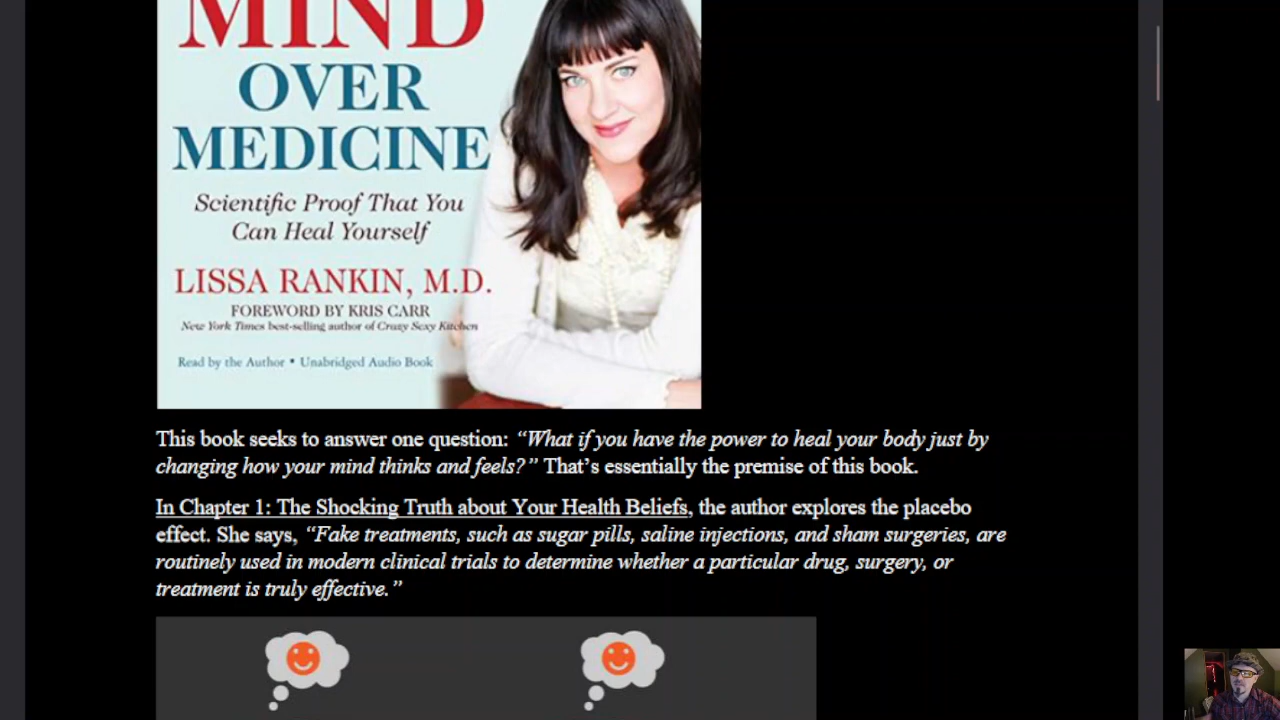 MIND
OVER
MEDICINE
Scientific Proof That You
Can Heal Yourself
LISSA RANKIN, M.D.
FOREWORD BY KRIS CARR
New York Times best-selling author of Crazy Sexy Kitchen
Read by the Author • Unabridged Audio Book
This book seeks to answer one question: “What if you have the power to heal your body just by
changing how your mind thinks and feels?” That’s essentially the premise of this book.
In Chapter 1: The Shocking Truth about Your Health Beliefs, the author explores the placebo
effect. She says, “Fake treatments, such as sugar pills, saline injections, and sham surgeries, are
routinely used in modern clinical trials to determine whether a particular drug, surgery, or
treatment is truly effective.”